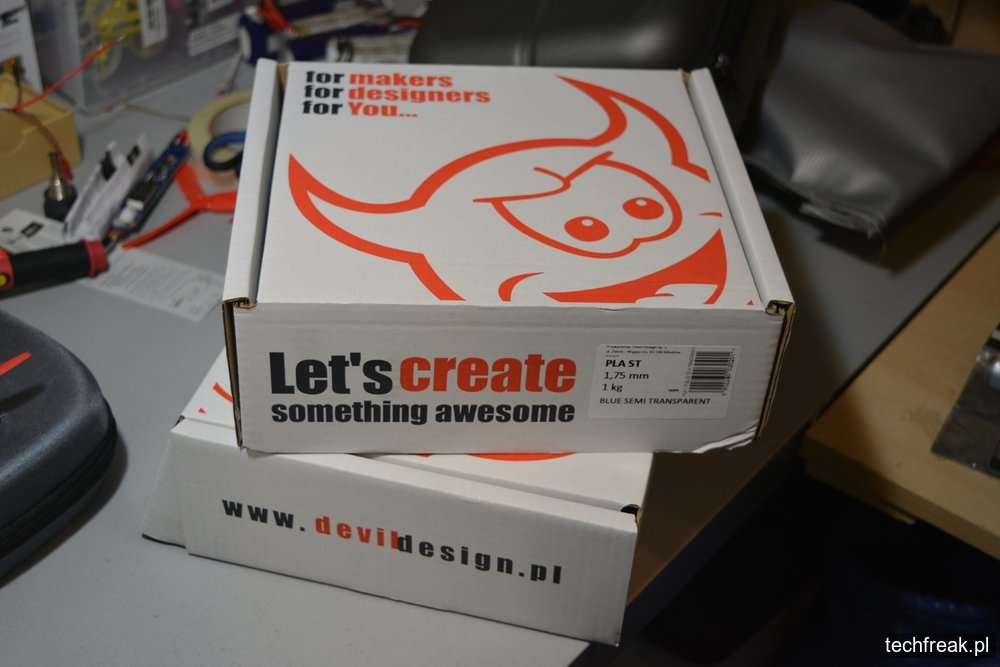 for makers
for designers
for You...
Let's create
something awesome
PLA ST
1,75 mm
1 kg
BLUE SEMI TRANSPARENT
www.devildesign.pl
techfreak.pl